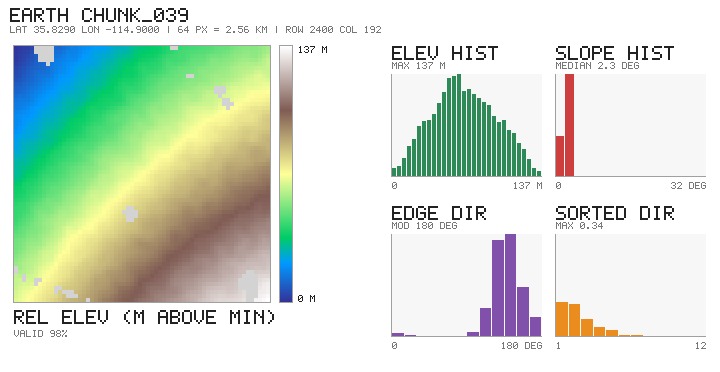 EARTH CHUNK_039
LAT 35.8290 LON -114.9000 | 64 PX = 2.56 KM | ROW 2400 COL 192
137 M
0 M
REL ELEV (M ABOVE MIN)
VALID 98%
ELEV HIST
MAX 137 M
0 137 M
SLOPE HIST
MEDIAN 2.3 DEG
0 32 DEG
EDGE DIR
MOD 180 DEG
0 180 DEG
SORTED DIR
MAX 0.34
1 12